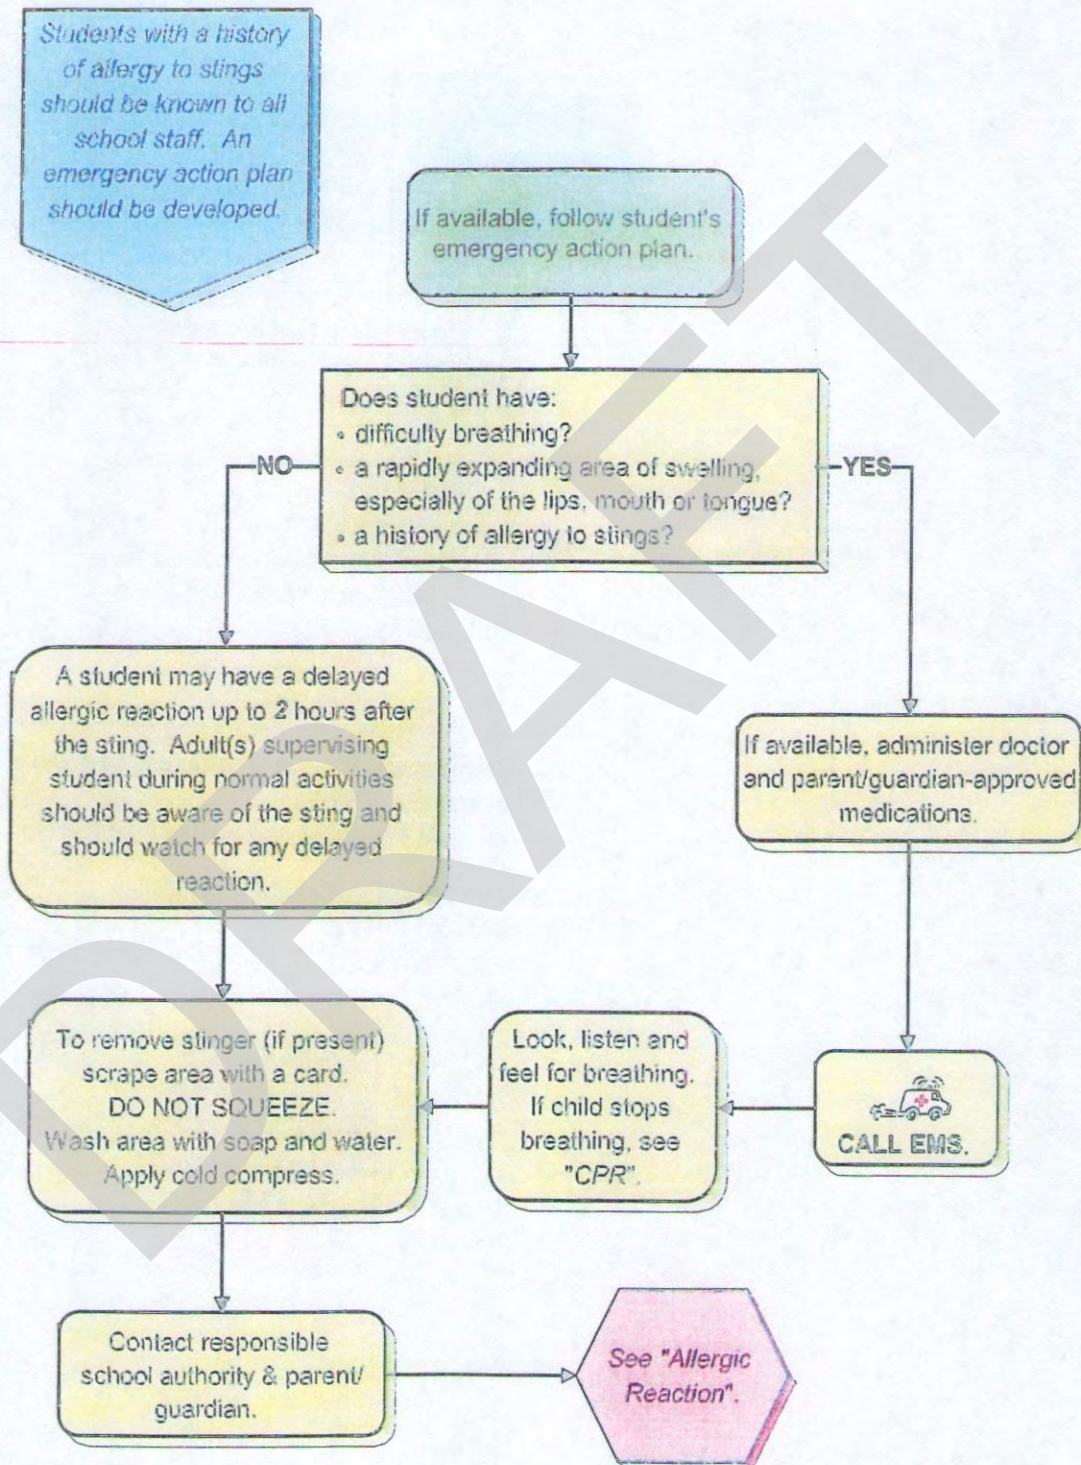 Students with a history
of allergy to stings
should be known to all
school staff. An
emergency action plan
should be developed.
If available, follow student's
emergency action plan.
Does student have:
• difficulty breathing?
• a rapidly expanding area of swelling,
especially of the lips, mouth or tongue?
• a history of allergy to stings?
NO
YES
A student may have a delayed
allergic reaction up to 2 hours after
the sting. Adult(s) supervising
student during normal activities
should be aware of the sting and
should watch for any delayed
reaction.
If available, administer doctor
and parent/guardian-approved
medications.
To remove stinger (if present)
scrape area with a card.
DO NOT SQUEEZE.
Wash area with soap and water.
Apply cold compress.
Look, listen and
feel for breathing.
If child stops
breathing, see
"CPR".
CALL EMS.
Contact responsible
school authority & parent/
guardian.
See "Allergic
Reaction".
DRAFT